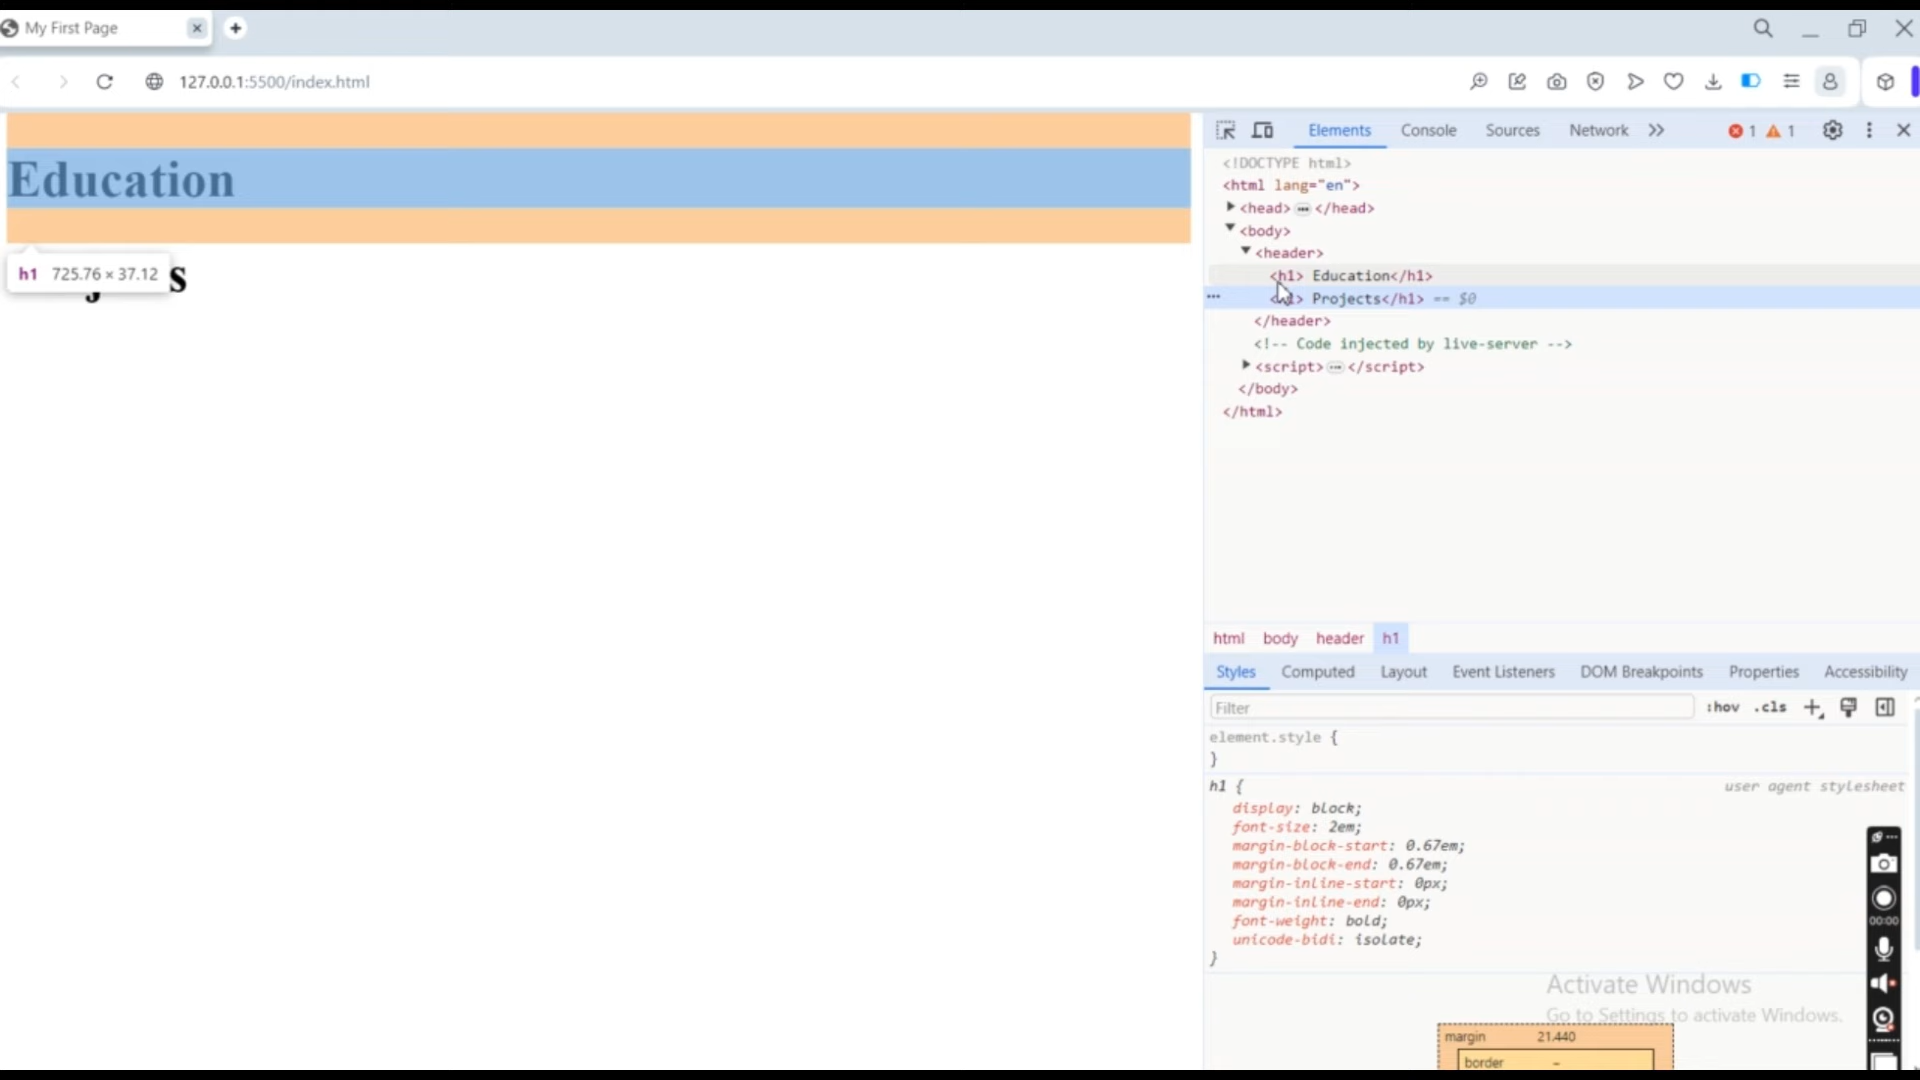 My First Page
127.0.0.1:5500/index.html
Education
h1 725.76 × 37.12
Elements Console Sources Network 1 1
<!DOCTYPE html>
<html lang="en">
<head> </head>
<body>
<header>
<h1> Education</h1>
Projects</h1> == $0
</header>
<!-- Code injected by live-server -->
<script> </script>
</body>
</html>
html body header h1
Styles Computed Layout Event Listeners DOM Breakpoints Properties Accessibility
Filter :hov .cls
element.style {
}
h1 { user agent stylesheet
display: block;
font-size: 2em;
margin-block-start: 0.67em;
margin-block-end: 0.67em;
margin-inline-start: 0px;
margin-inline-end: 0px;
font-weight: bold;
unicode-bidi: isolate;
}
00:00
Activate Windows
Go to Settings to activate Windows.
margin 21.440
border –